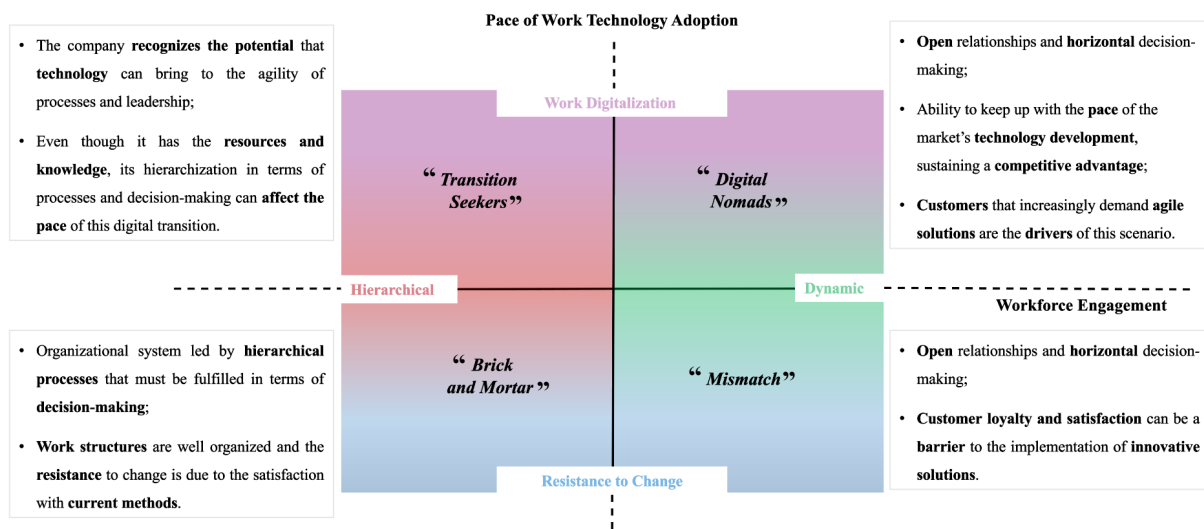 Pace of Work Technology Adoption
• The company recognizes the potential that
technology can bring to the agility of
processes and leadership;
• Even though it has the resources and
knowledge, its hierarchization in terms of
processes and decision-making can affect the
pace of this digital transition.
• Open relationships and horizontal decision-
making;
• Ability to keep up with the pace of the
market’s technology development,
sustaining a competitive advantage;
• Customers that increasingly demand agile
solutions are the drivers of this scenario.
Work Digitalization
“ Transition
Seekers ”
“ Digital
Nomads ”
Hierarchical
Dynamic
Workforce Engagement
• Organizational system led by hierarchical
processes that must be fulfilled in terms of
decision-making;
• Work structures are well organized and the
resistance to change is due to the satisfaction
with current methods.
“ Brick
and Mortar ”
“ Mismatch ”
• Open relationships and horizontal decision-
making;
• Customer loyalty and satisfaction can be a
barrier to the implementation of innovative
solutions.
Resistance to Change